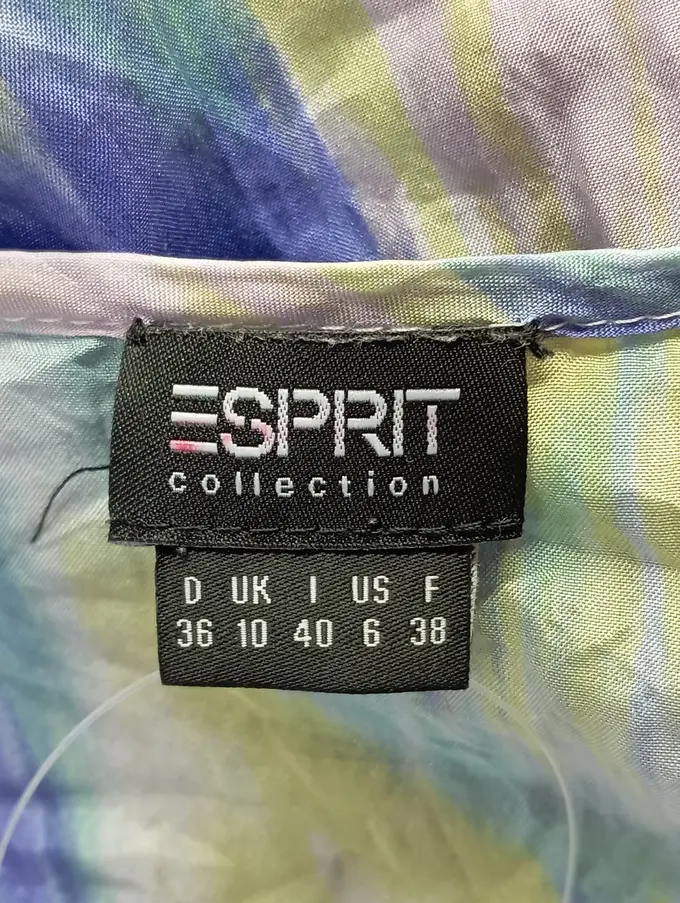 ESPRIT
collection
D UK I US F
36 10 40 6 38